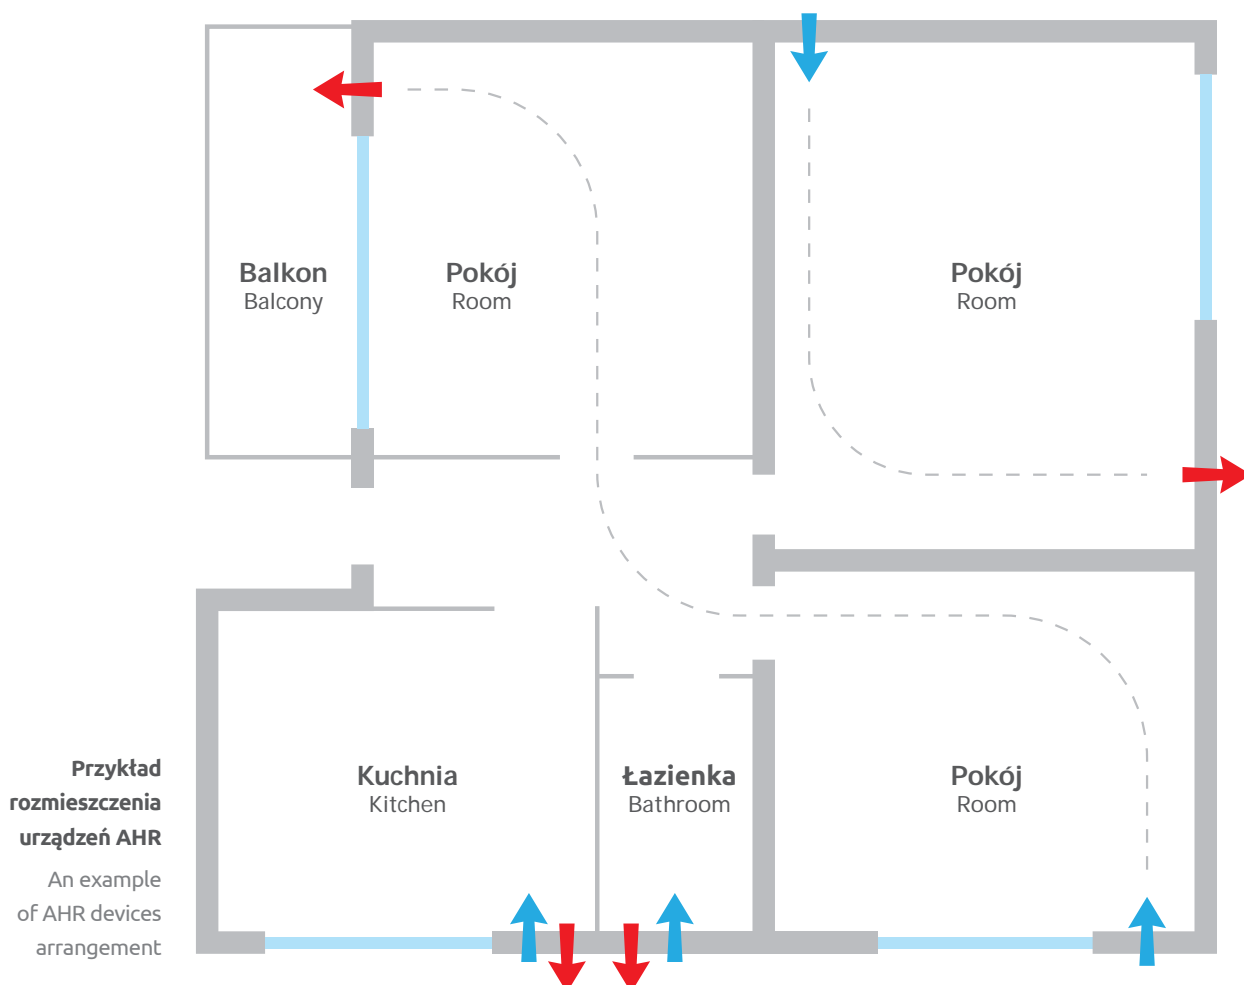 Balkon
Balcony
Pokój
Room
Pokój
Room
Kuchnia
Kitchen
Łazienka
Bathroom
Pokój
Room
Przykład
rozmieszczenia
urządzeń AHR
An example
of AHR devices
arrangement